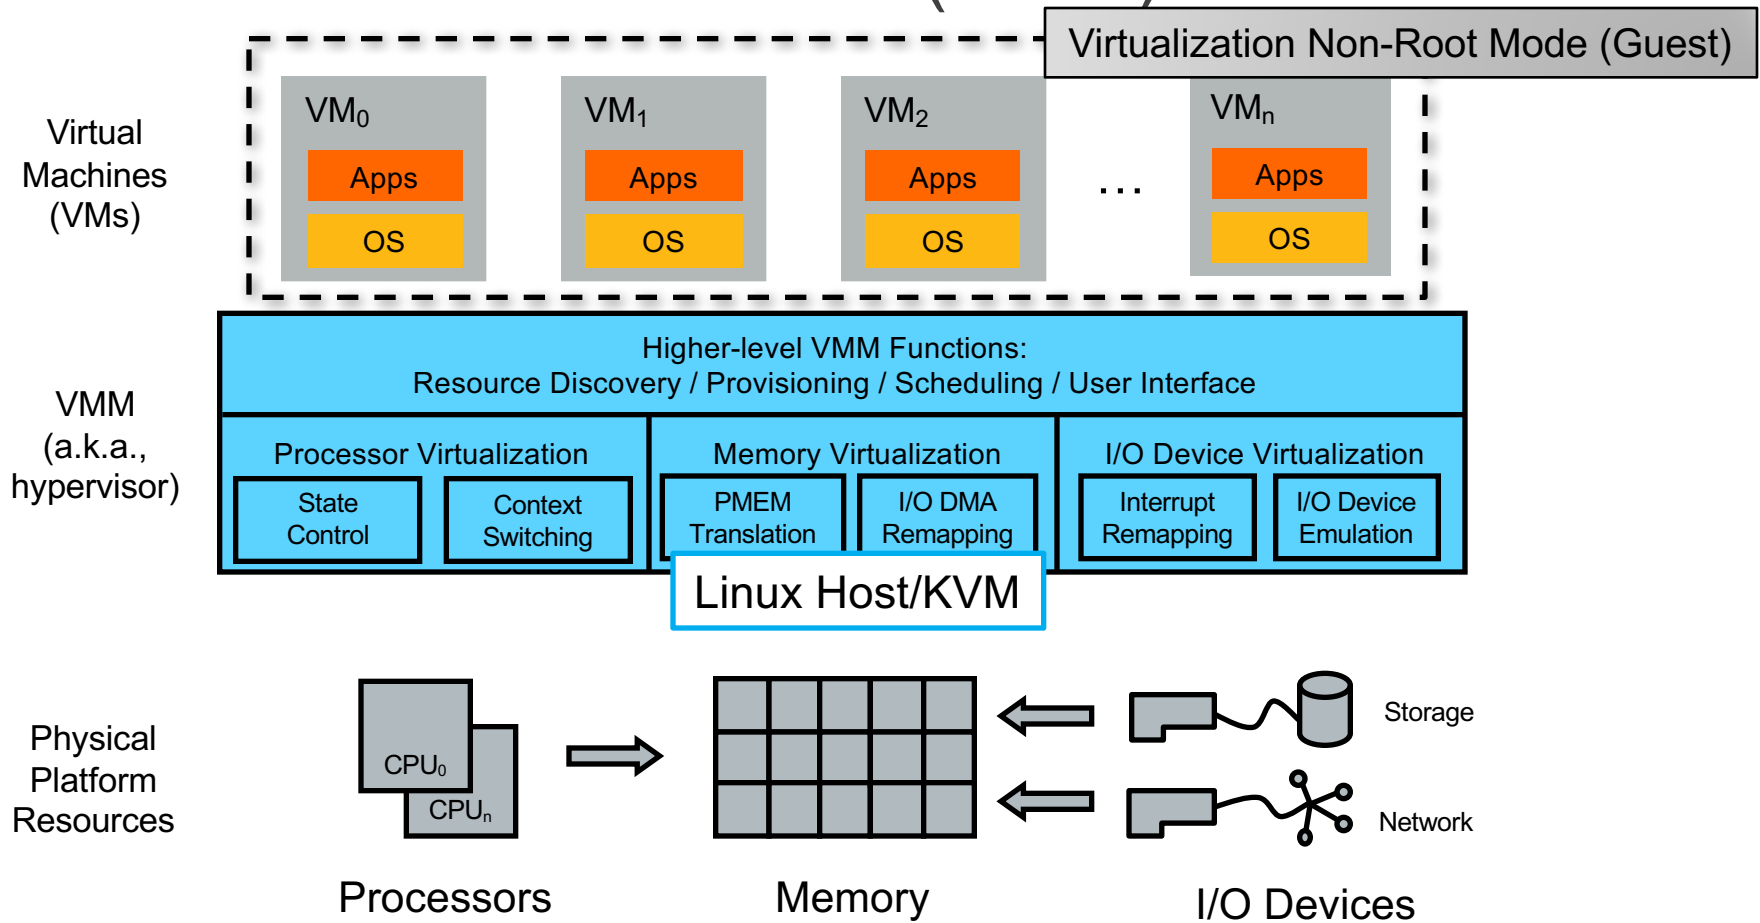 Virtualization Non-Root Mode (Guest)
Virtual
Machines
(VMs)
VM0
Apps
OS
VM1
Apps
OS
VM2
Apps
OS
...
VMn
Apps
OS
VMM
(a.k.a.,
hypervisor)
Higher-level VMM Functions:
Resource Discovery / Provisioning / Scheduling / User Interface
Processor Virtualization
State
Control
Context
Switching
Memory Virtualization
PMEM
Translation
I/O DMA
Remapping
I/O Device Virtualization
Interrupt
Remapping
I/O Device
Emulation
Linux Host/KVM
Physical
Platform
Resources
CPU0
CPUn
Storage
Network
Processors
Memory
I/O Devices